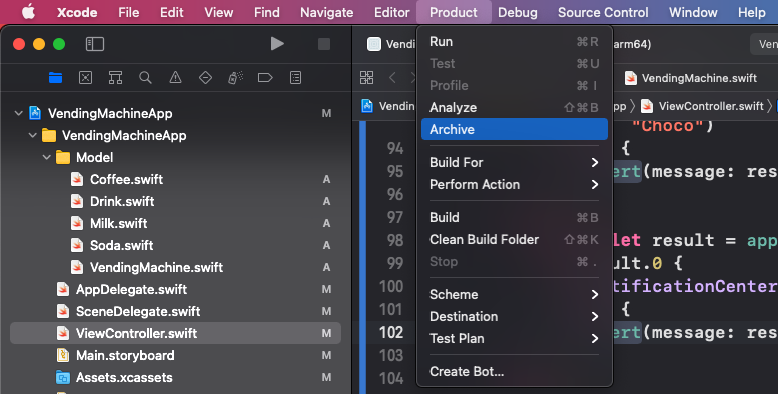 Xcode File Edit View Find Navigate Editor Product Debug Source Control Window Help
Vendi
arm64)
Ven
VendingMachine.swift
Vendin
pp ViewController.swift
VendingMachineApp M
VendingMachineApp
Model
Coffee.swift A
Drink.swift A
Milk.swift A
Soda.swift A
VendingMachine.swift A
AppDelegate.swift M
SceneDelegate.swift M
ViewController.swift M
Main.storyboard M
Assets.xcassets M
Run ⌘R
Test ⌘U
Profile ⌘I
Analyze ⇧⌘B
Archive
Build For
Perform Action
Build ⌘B
Clean Build Folder ⇧⌘K
Stop ⌘.
Scheme
Destination
Test Plan
Create Bot...
"Choco")
94 {
95 ert(message: res
96
97
98 let result = app
99 ult.0 {
100 tificationCenter
101 {
102 ert(message: res
103
104